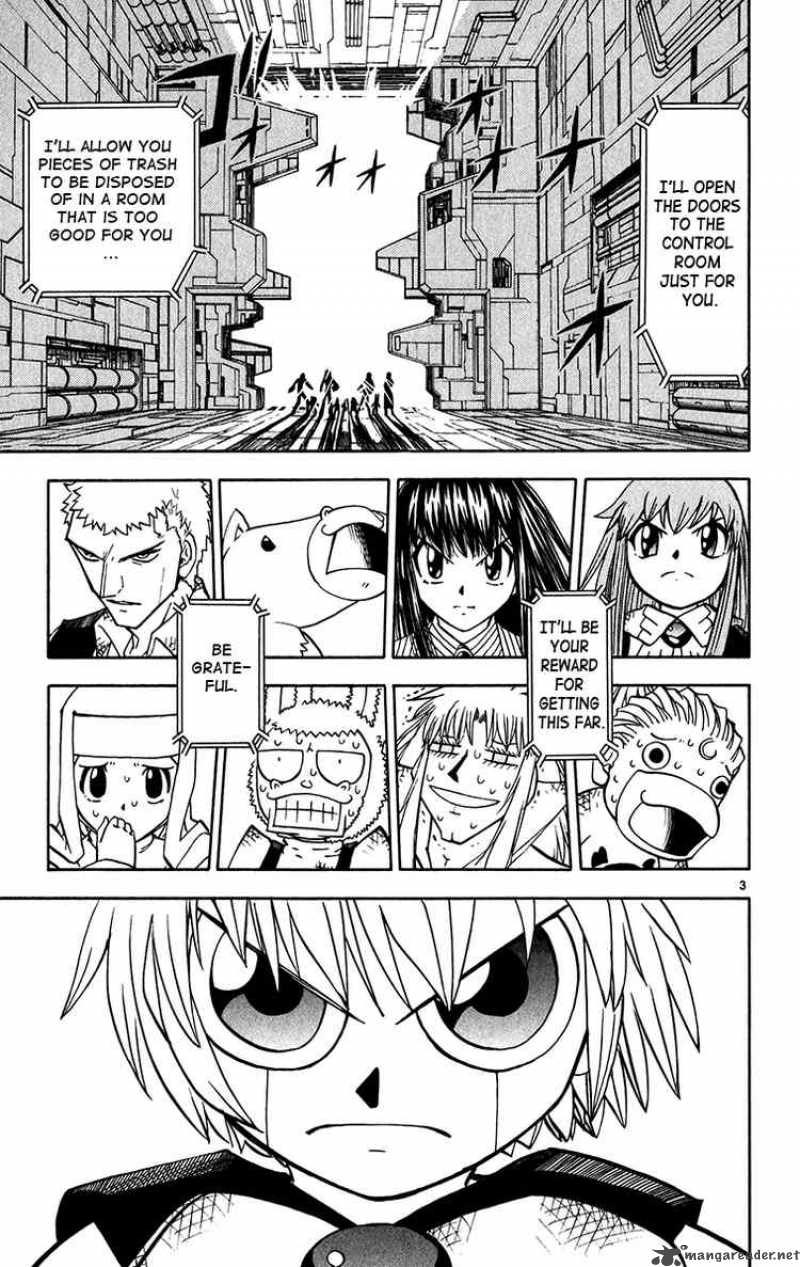 I'LL OPEN
THE DOORS
TO THE
CONTROL
ROOM
JUST FOR
YOU.
I'LL ALLOW YOU
PIECES OF TRASH
TO BE DISPOSED
OF IN A ROOM
THAT IS TOO
GOOD FOR YOU
...
IT'LL BE
YOUR
REWARD
FOR
GETTING
THIS FAR.
BE
GRATE-
FUL.
3
mangarender.net